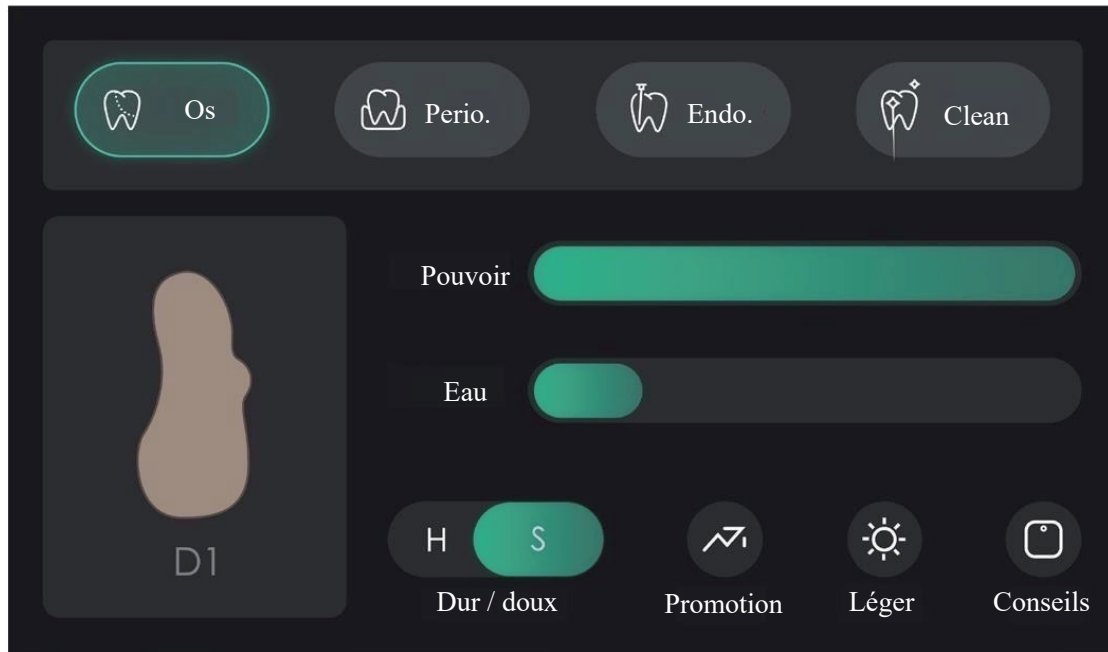 Os
Perio.
Endo.
Clean
Pouvoir
Eau
D1
H S
Dur / doux
Promotion
Léger
Conseils